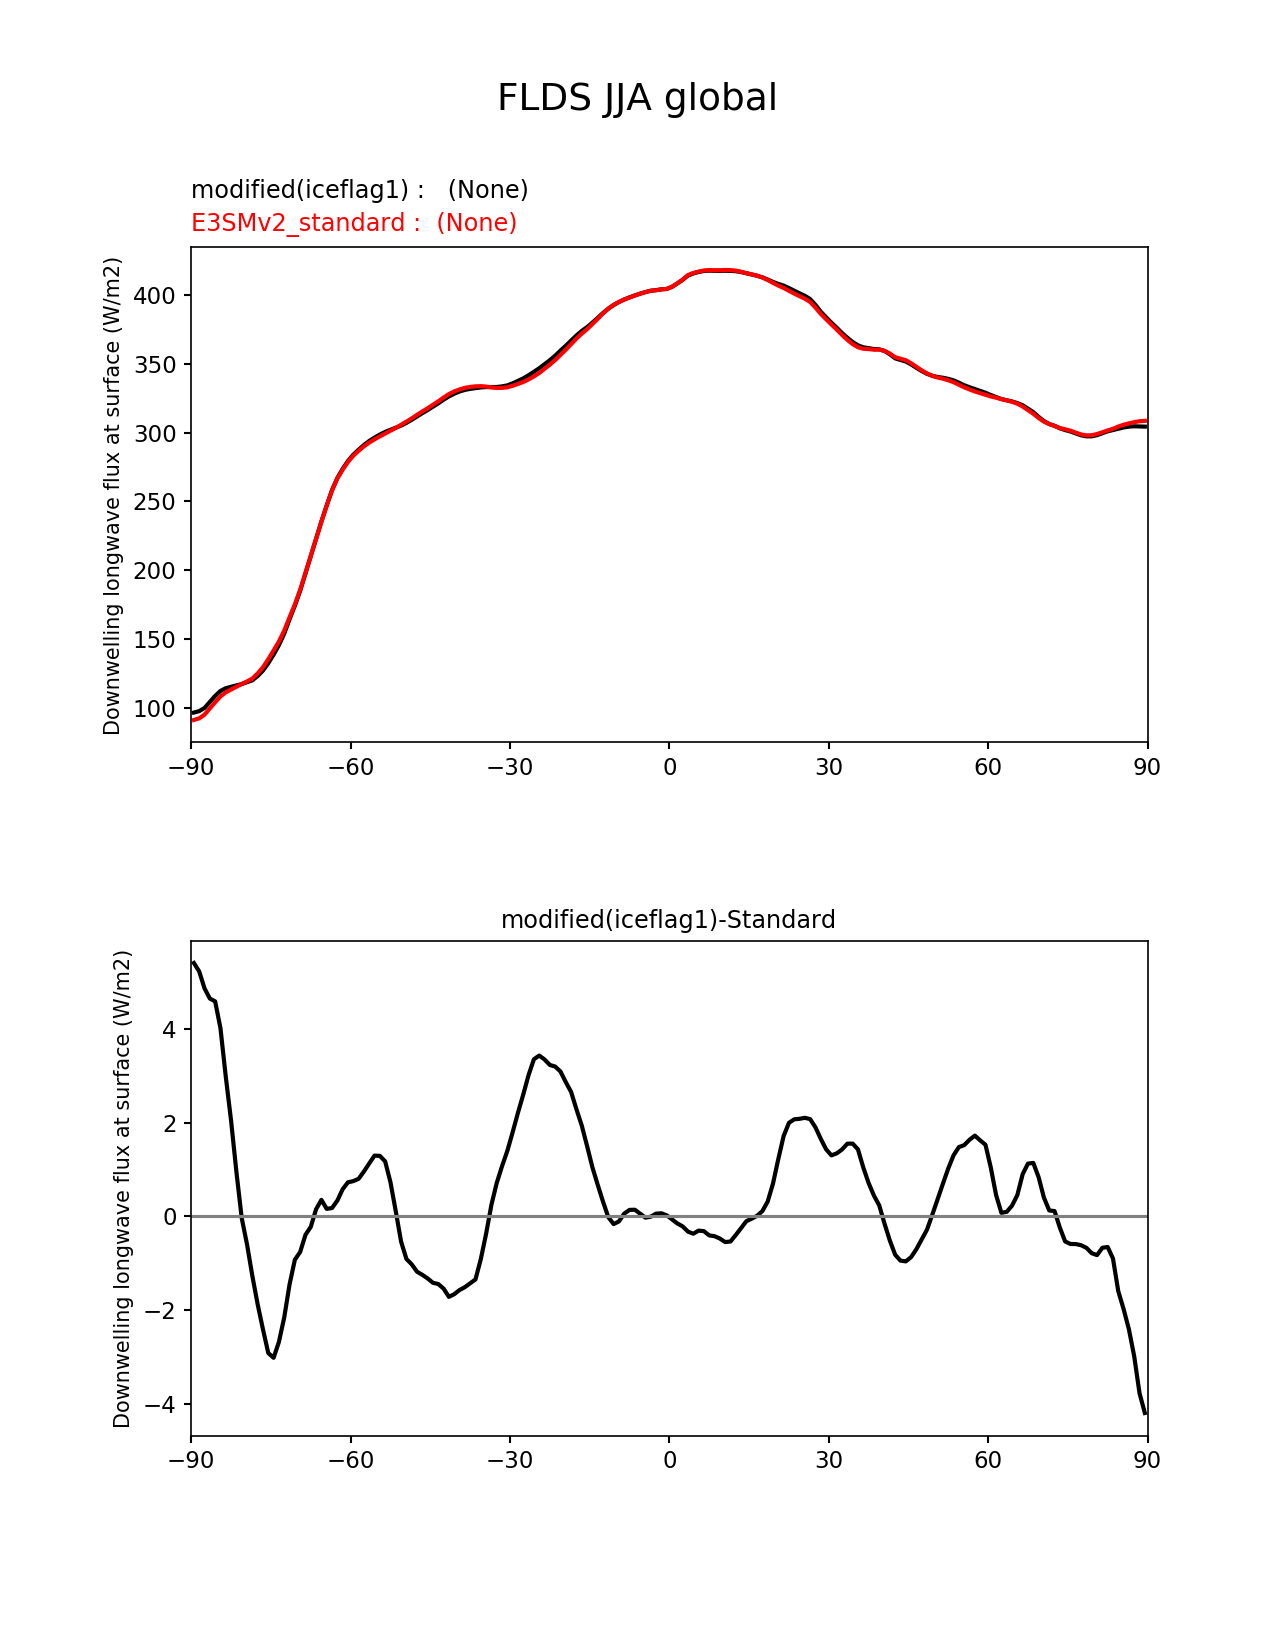 FLDS JJA global
modified(iceflag1) :   (None)
E3SMv2_standard :  (None)
Downwelling longwave flux at surface (W/m2)
400
350
300
250
200
150
100
−90 −60 −30 0 30 60 90
modified(iceflag1)-Standard
Downwelling longwave flux at surface (W/m2)
4
2
0
−2
−4
−90 −60 −30 0 30 60 90